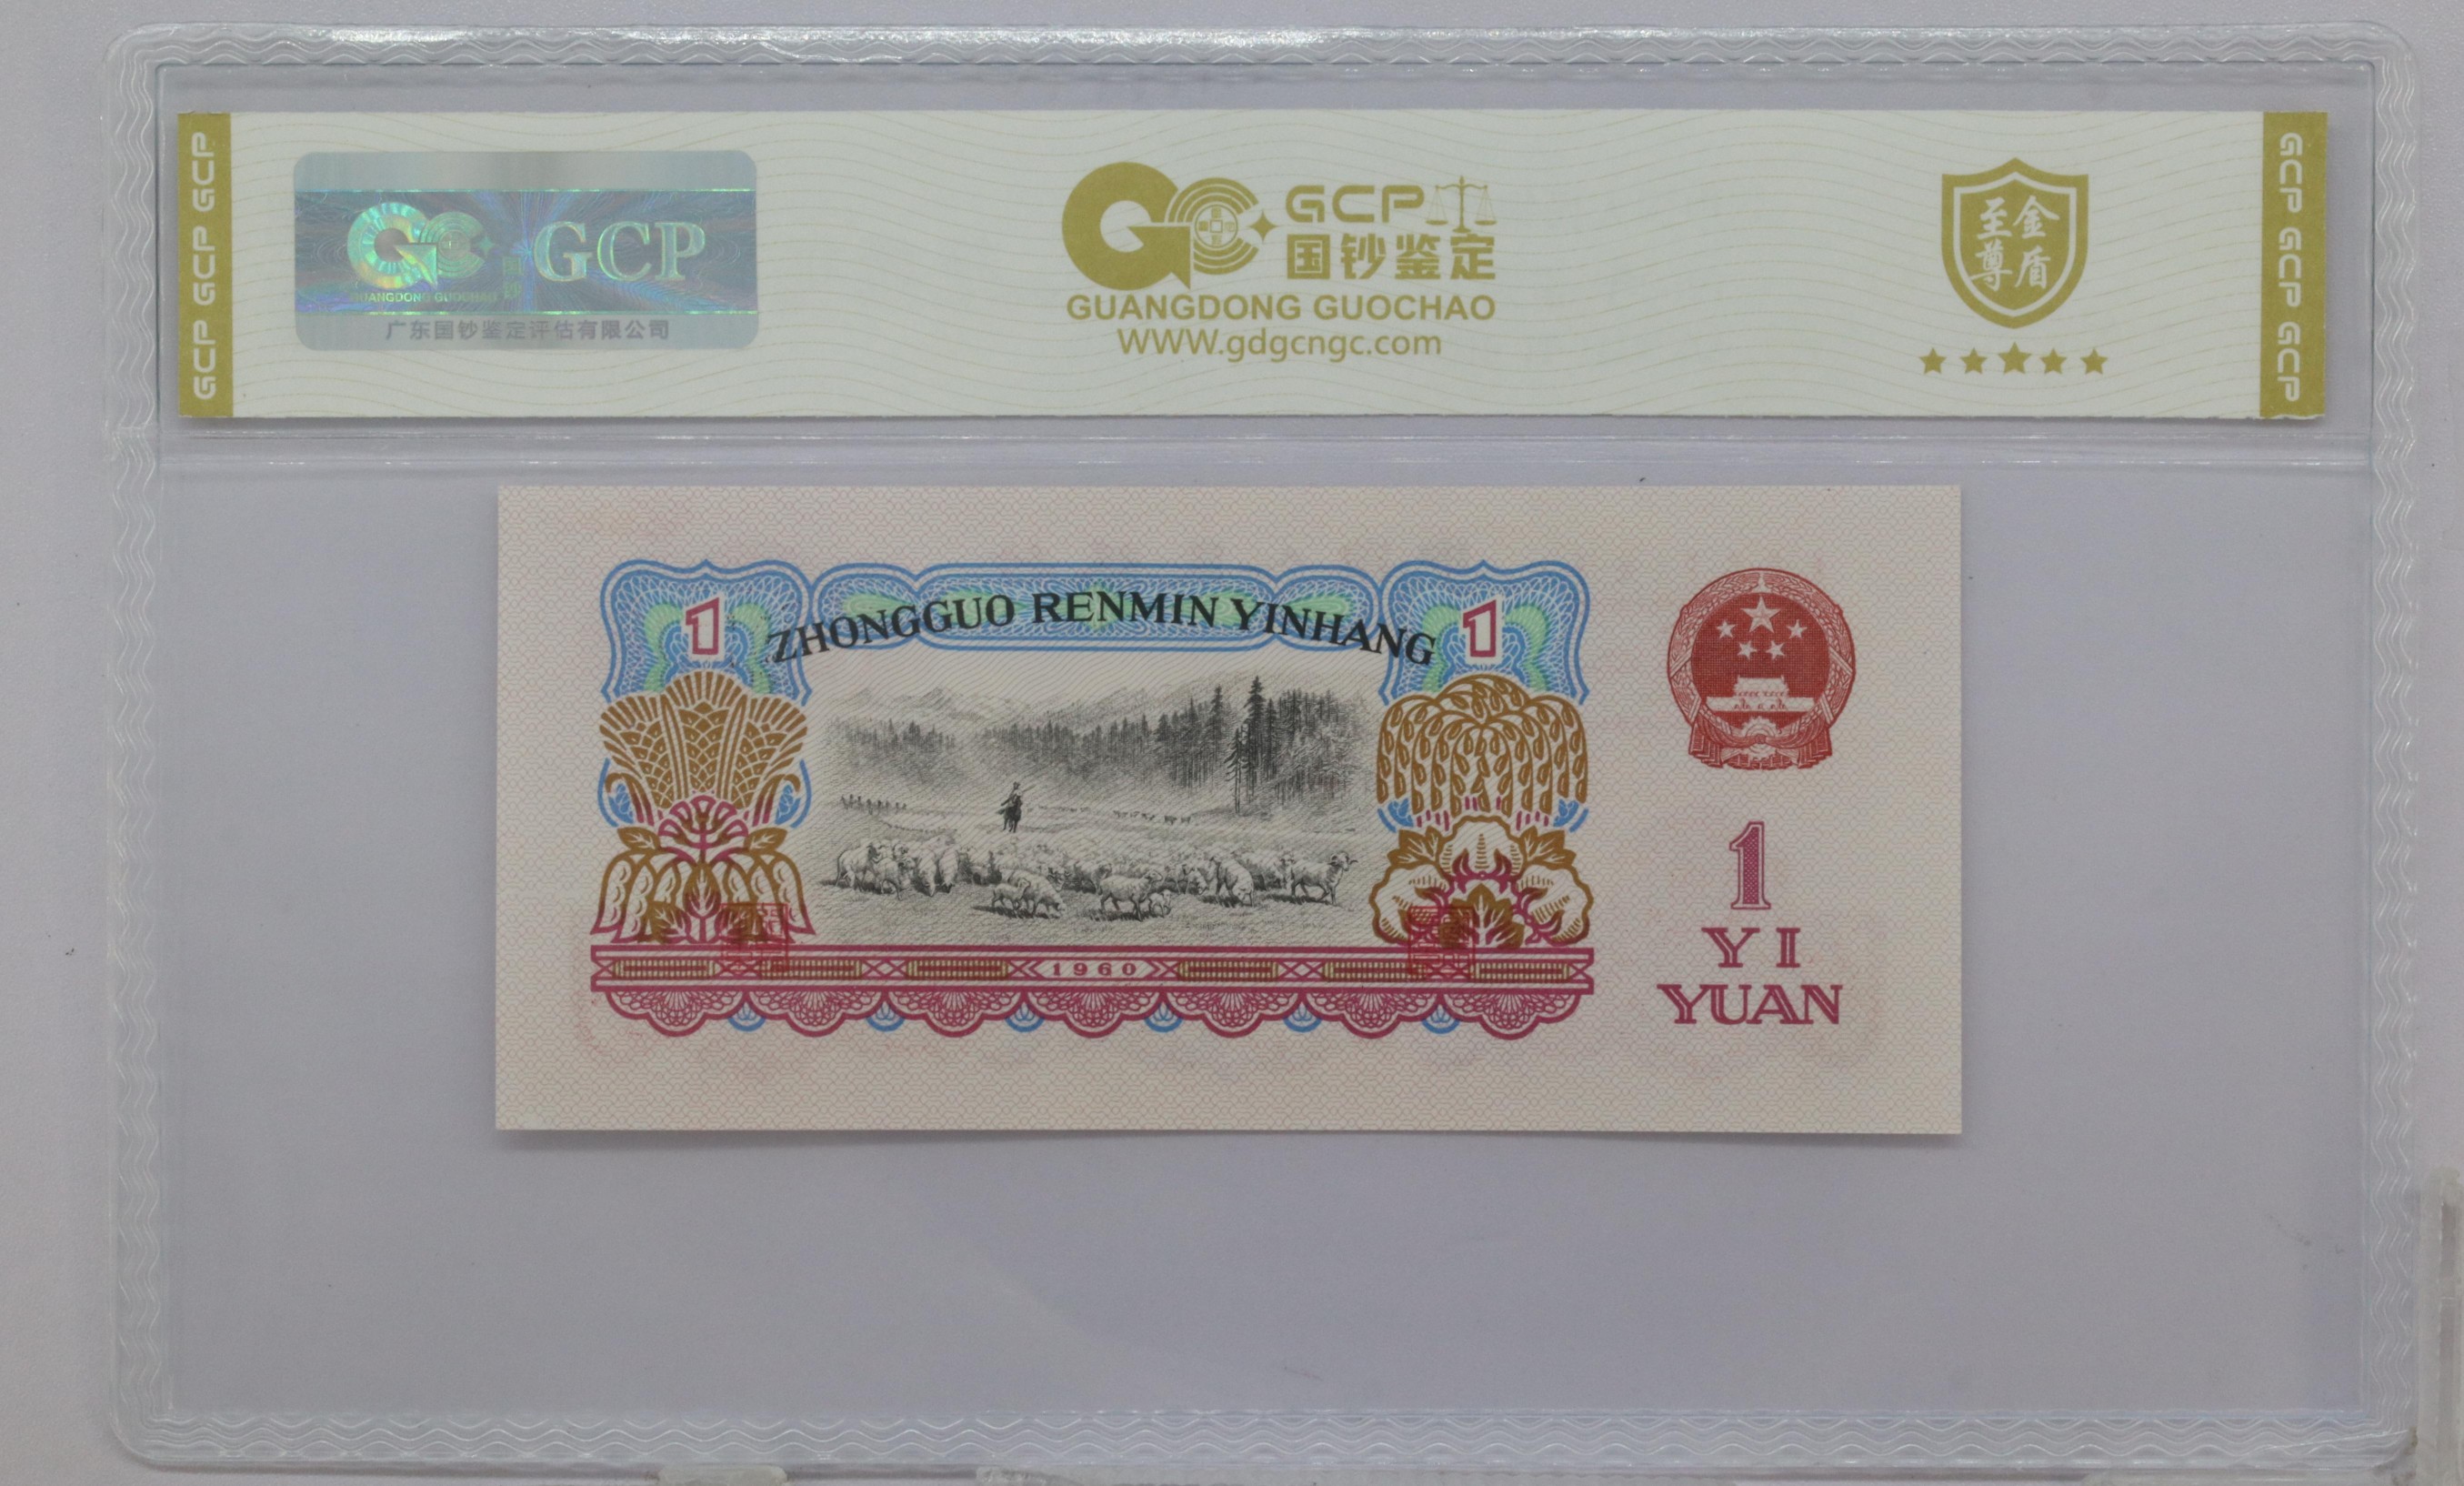 GCP GCP GCP
GCP
GUANGDONG GUOCHAO
国钞
广东国钞鉴定评估有限公司
GCP
国钞鉴定
GUANGDONG GUOCHAO
WWW.gdgcngc.com
至尊
金盾
GCP GCP GCP
1
ZHONGGUO RENMIN YINHANG
1
1960
1
YI
YUAN